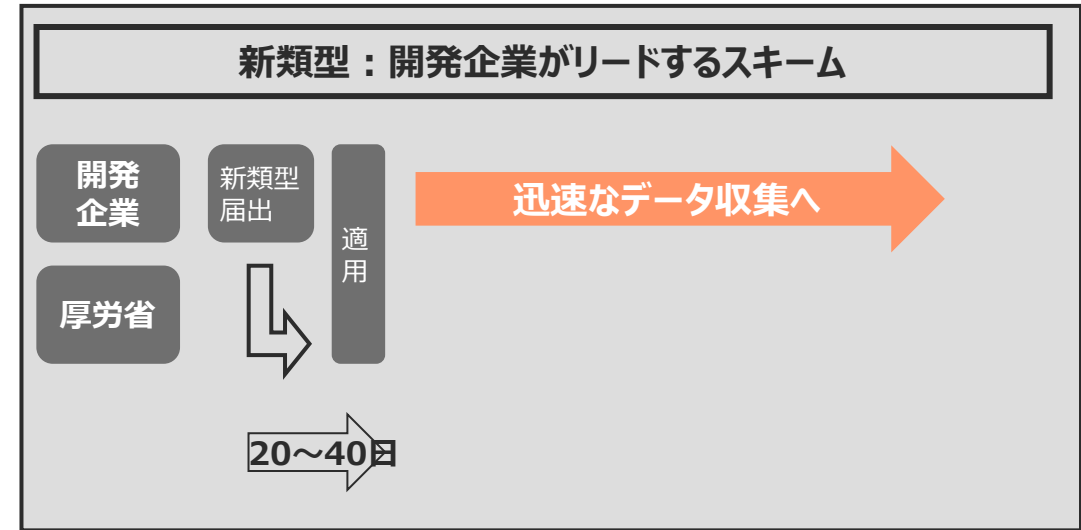 新類型：開発企業がリードするスキーム
開発
企業
新類型
届出
適
用
迅速なデータ収集へ
厚労省
20～40日